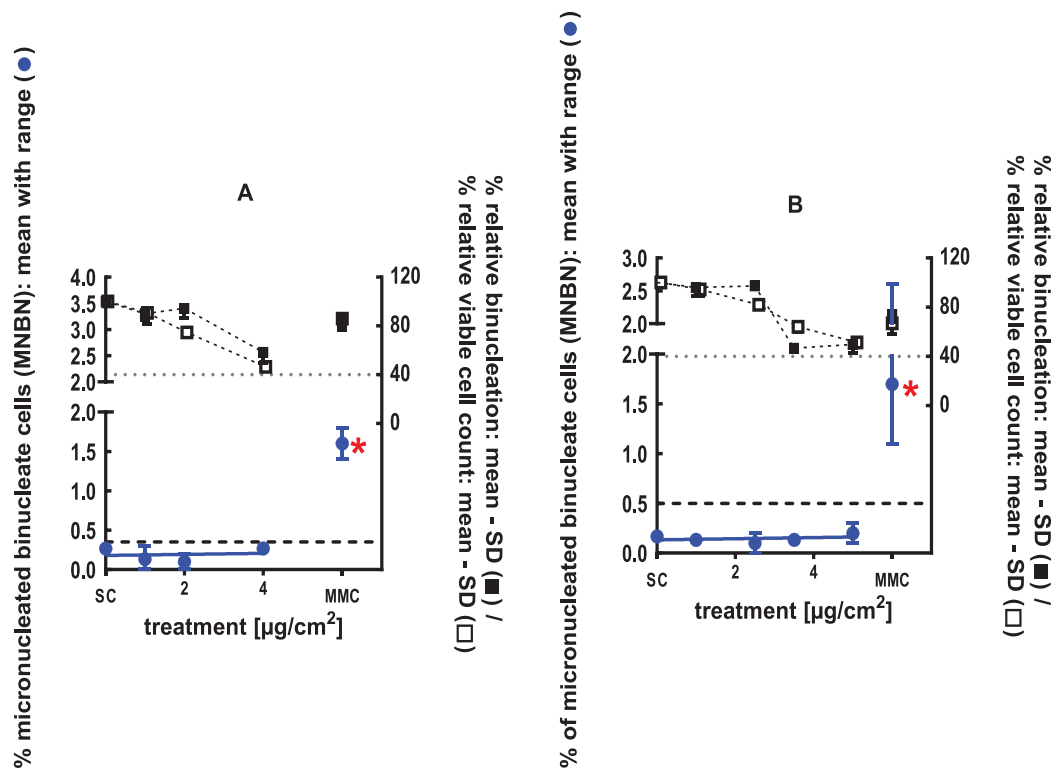 % micronucleated binucleate cells (MNBN): mean with range (●)
A
4.0
3.5
3.0
2.5
2.0
2.0
1.5
1.0
0.5
0.0
120
80
40
0
*
SC
2
4
MMC
treatment [µg/cm²]
% relative binucleation: mean - SD (■) /
% relative viable cell count: mean - SD (□)
% of micronucleated binucleate cells (MNBN): mean with range (●)
B
3.0
2.5
2.0
2.0
1.5
1.0
0.5
0.0
120
80
40
0
*
SC
2
4
MMC
treatment [µg/cm²]
% relative binucleation: mean - SD (■) /
% relative viable cell count: mean - SD (□)